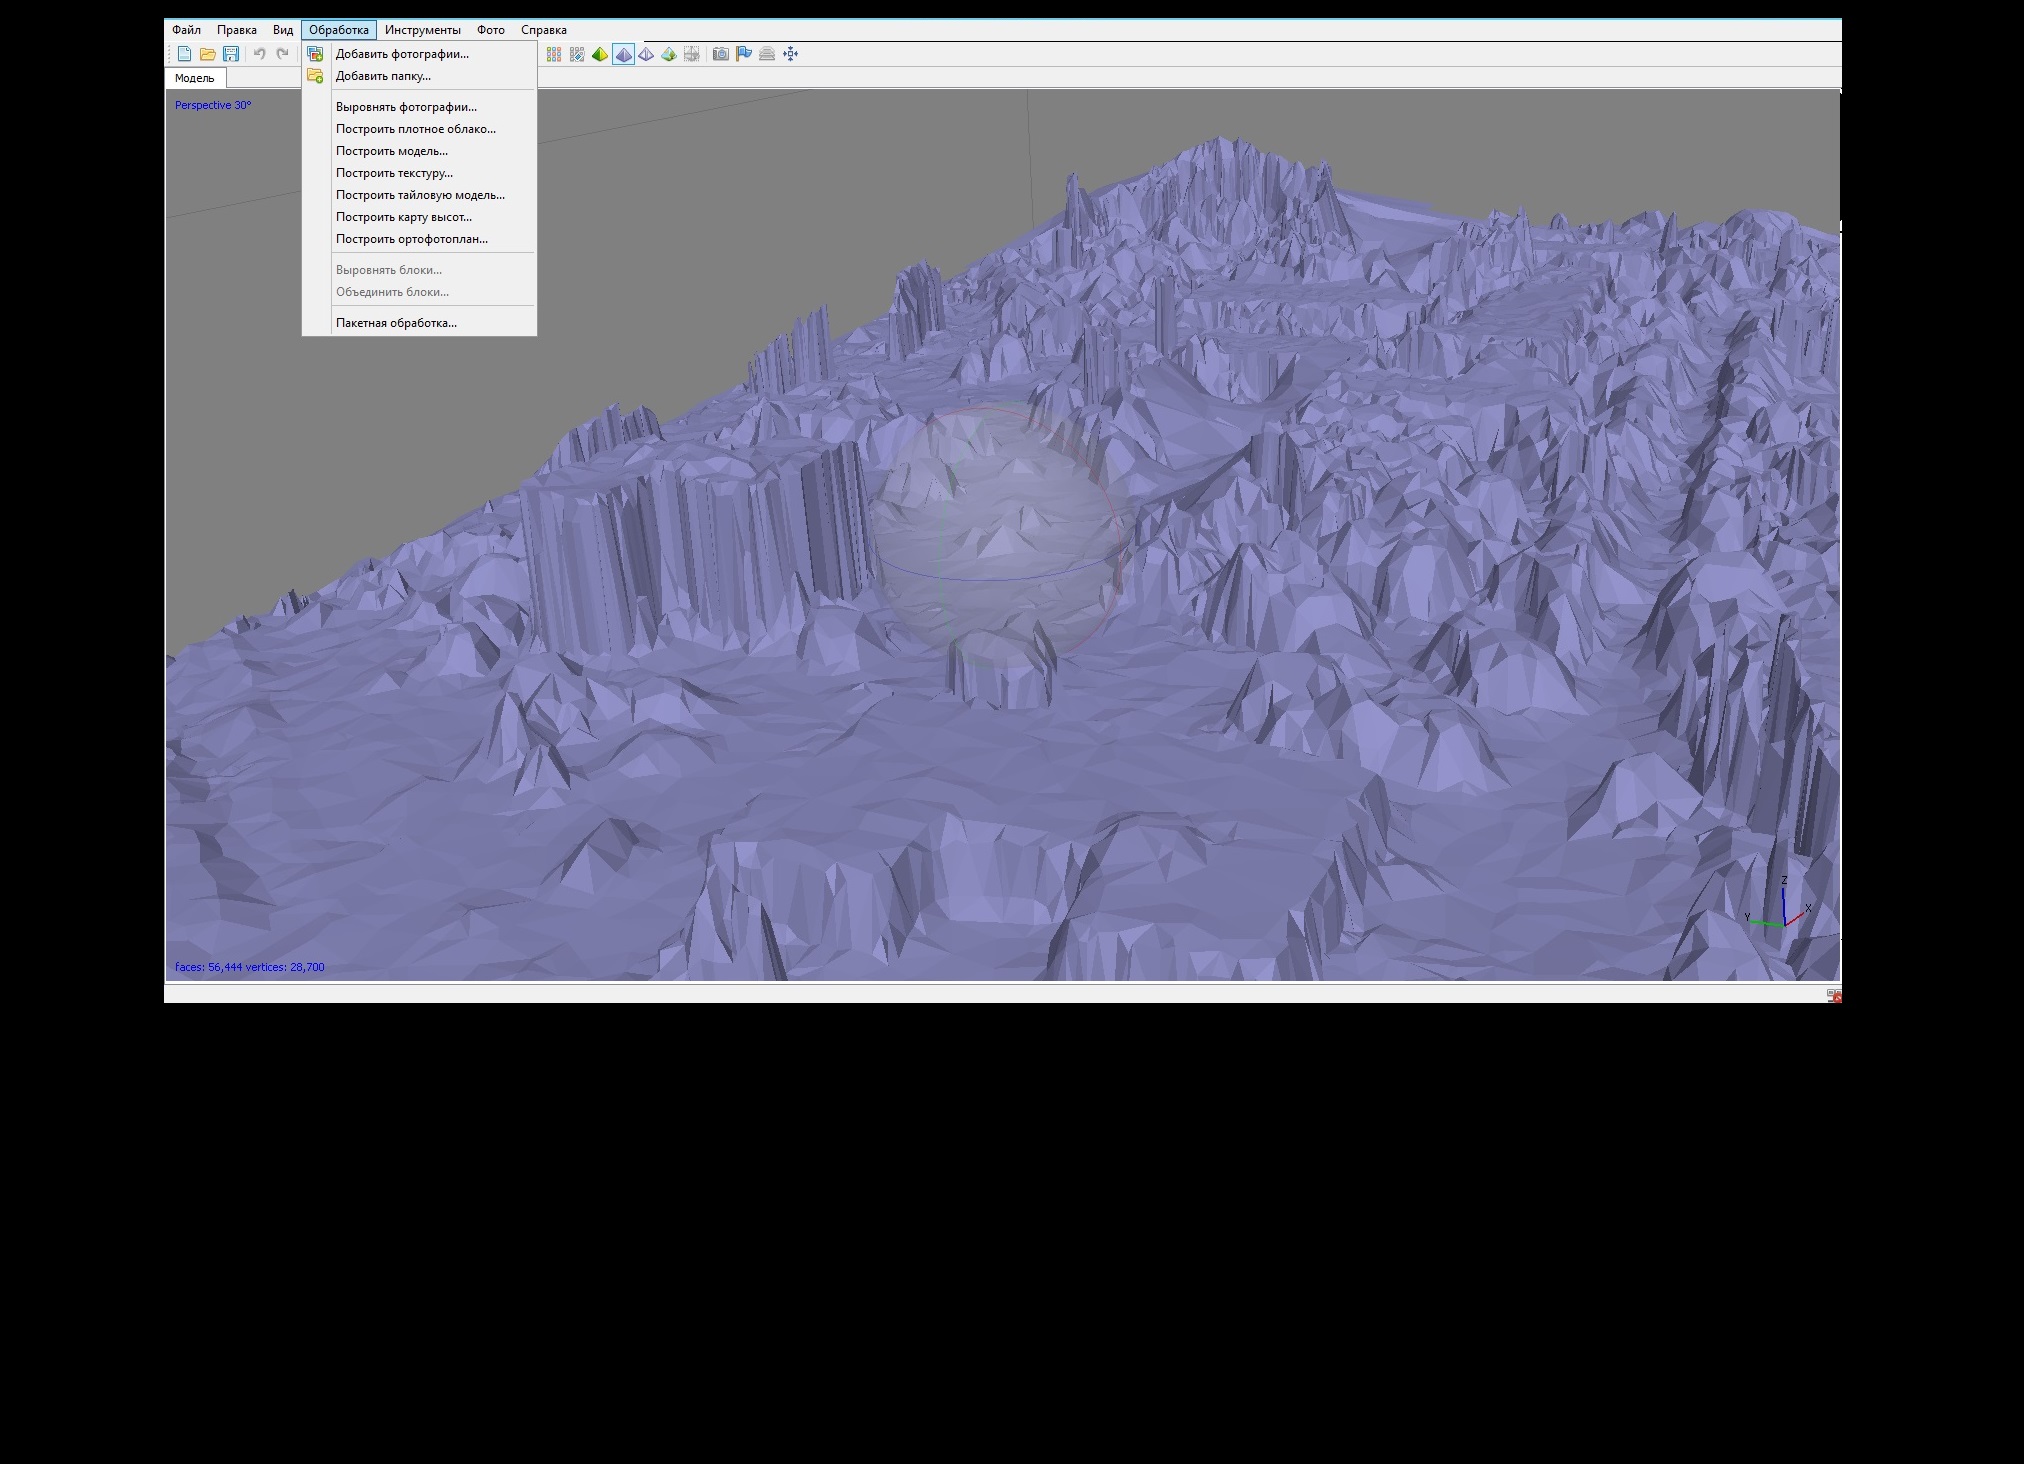 Файл Правка Вид Обработка Инструменты Фото Справка
Добавить фотографии...
Добавить папку...
Модель
Perspective 30°
Выровнять фотографии...
Построить плотное облако...
Построить модель...
Построить текстуру...
Построить тайловую модель...
Построить карту высот...
Построить ортофотоплан...
Выровнять блоки...
Объединить блоки...
Пакетная обработка...
Z
X
Y
faces: 56,444 vertices: 28,700